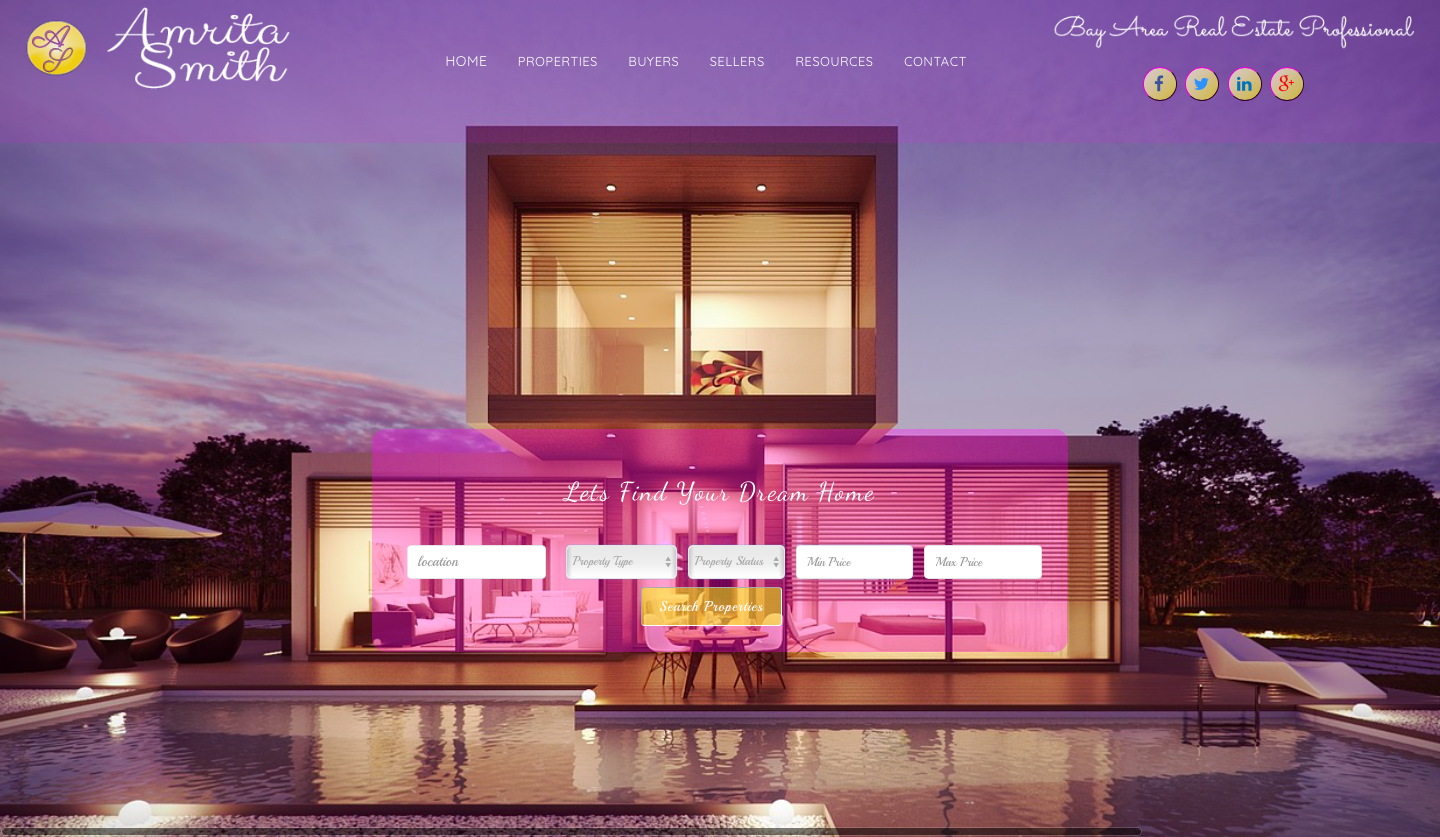 AS
Amrita
Smith
HOME PROPERTIES BUYERS SELLERS RESOURCES CONTACT
Bay Area Real Estate Professional
f in g+
Lets Find Your Dream Home
location Property Type Property Status Min Price Max Price
Search Properties